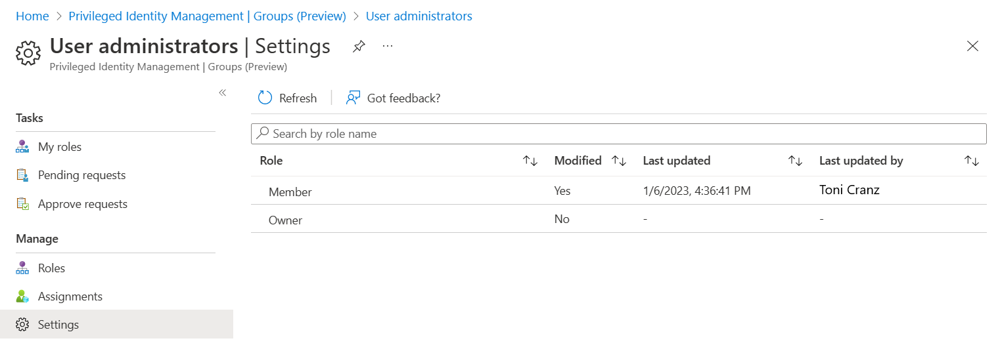 Home > Privileged Identity Management | Groups (Preview) > User administrators
User administrators | Settings ...
Privileged Identity Management | Groups (Preview)
«
Tasks
My roles
Pending requests
Approve requests
Manage
Roles
Assignments
Settings
Refresh | Got feedback?
Search by role name
Role ↑↓ Modified ↑↓ Last updated ↑↓ Last updated by ↑↓
Member Yes 1/6/2023, 4:36:41 PM Toni Cranz
Owner No - -